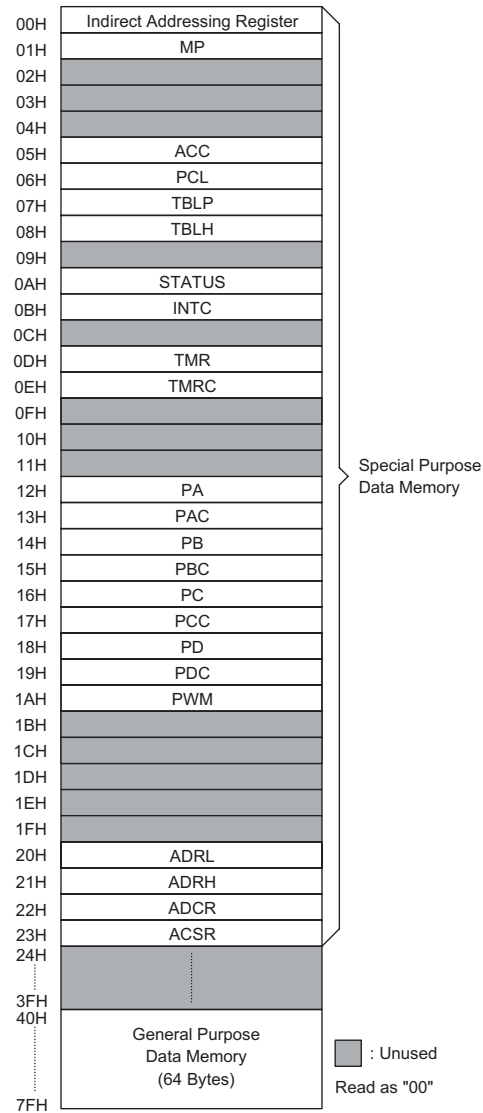 00H Indirect Addressing Register
01H MP
02H
03H
04H
05H ACC
06H PCL
07H TBLP
08H TBLH
09H
0AH STATUS
0BH INTC
0CH
0DH TMR
0EH TMRC
0FH
10H
11H
Special Purpose
Data Memory
12H PA
13H PAC
14H PB
15H PBC
16H PC
17H PCC
18H PD
19H PDC
1AH PWM
1BH
1CH
1DH
1EH
1FH
20H ADRL
21H ADRH
22H ADCR
23H ACSR
24H
3FH
40H
General Purpose
Data Memory
(64 Bytes)
7FH
: Unused
Read as "00"